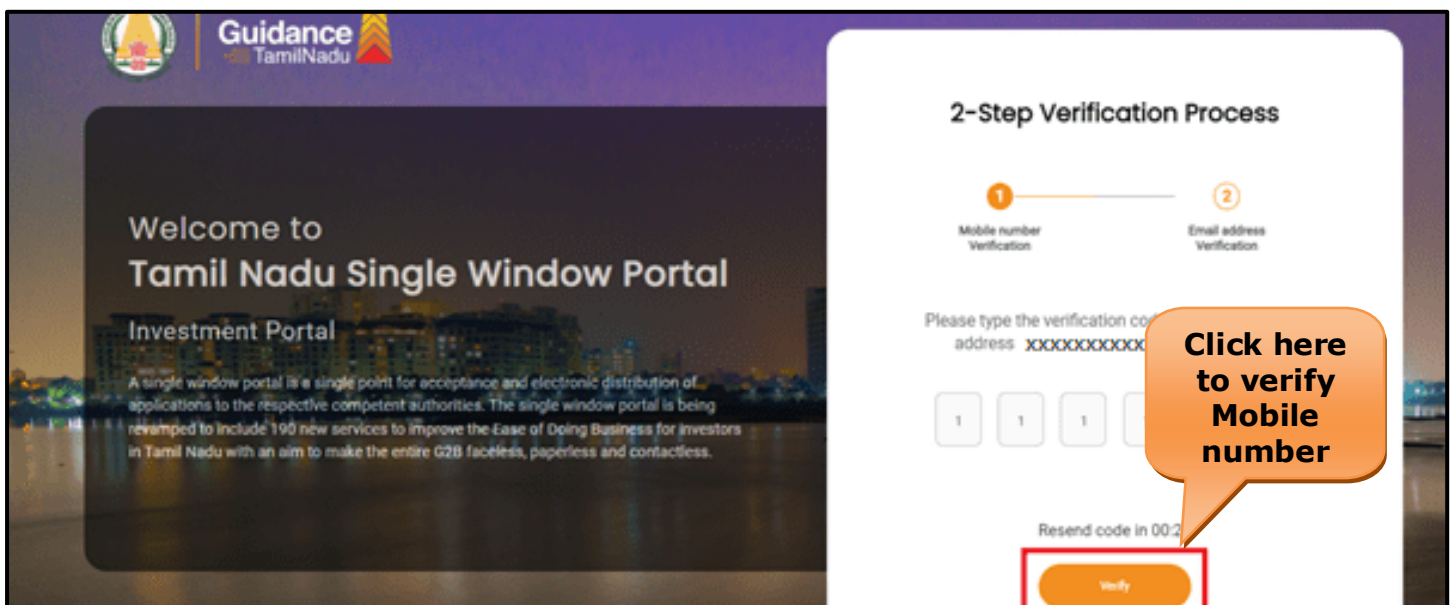 Guidance
TamilNadu
Welcome to
Tamil Nadu Single Window Portal
Investment Portal
A single window portal is a single point for acceptance and electronic distribution of
applications to the respective competent authorities. The single window portal is being
revamped to include 190 new services to improve the Ease of Doing Business for investors
in Tamil Nadu with an aim to make the entire G2B faceless, paperless and contactless.
2-Step Verification Process
1
2
Mobile number
Verification
Email address
Verification
Please type the verification
address xxxxxxxxxxx
1 1 1
Click here
to verify
Mobile
number
Resend code in 00:2
Verify